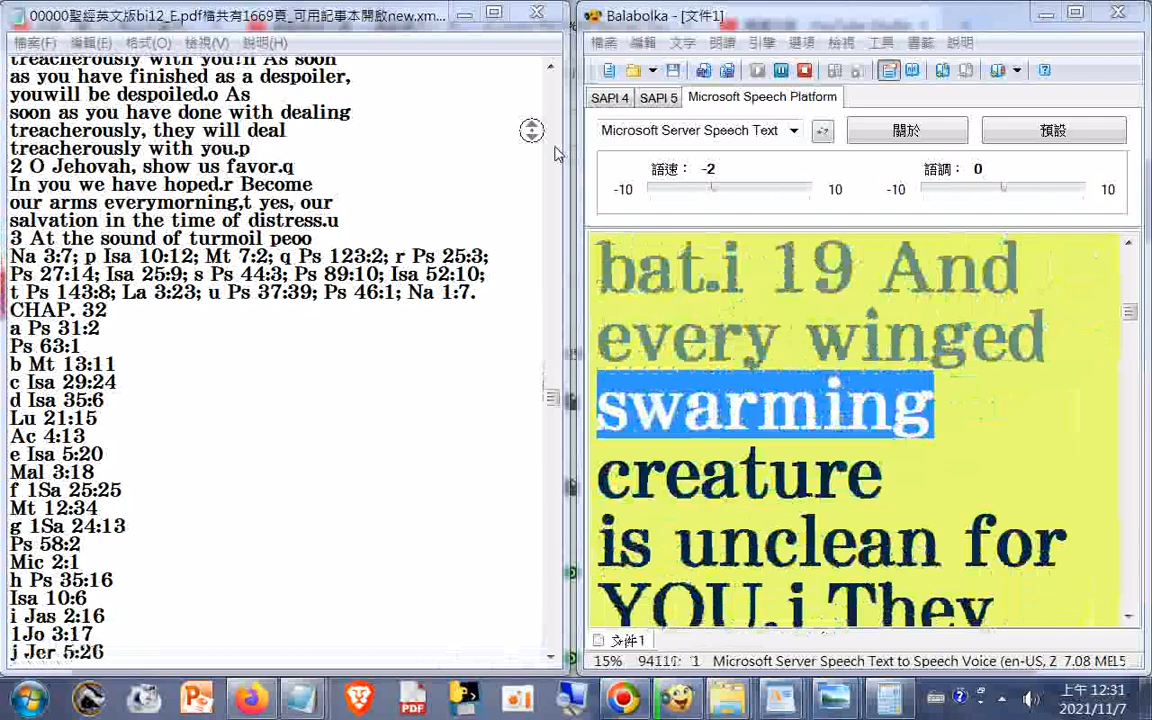 00000聖經英文版bi12_E.pdf檔共有1669頁_可用記事本開啟new.xm...
檔案(F) 編輯(E) 格式(O) 檢視(V) 說明(H)
treacherously with you!n As soon
as you have finished as a despoiler,
youwill be despoiled.o As
soon as you have done with dealing
treacherously, they will deal
treacherously with you.p
2 O Jehovah, show us favor.q
In you we have hoped.r Become
our arms everymorning,t yes, our
salvation in the time of distress.u
3 At the sound of turmoil peoo
Na 3:7; p Isa 10:12; Mt 7:2; q Ps 123:2; r Ps 25:3;
Ps 27:14; Isa 25:9; s Ps 44:3; Ps 89:10; Isa 52:10;
t Ps 143:8; La 3:23; u Ps 37:39; Ps 46:1; Na 1:7.
CHAP. 32
a Ps 31:2
Ps 63:1
b Mt 13:11
c Isa 29:24
d Isa 35:6
Lu 21:15
Ac 4:13
e Isa 5:20
Mal 3:18
f 1Sa 25:25
Mt 12:34
g 1Sa 24:13
Ps 58:2
Mic 2:1
h Ps 35:16
Isa 10:6
i Jas 2:16
1Jo 3:17
j Jer 5:26
Balabolka - [文件1]
檔案 編輯 文字 朗讀 引擎 選項 檢視 工具 書籤 說明
SAPI 4 SAPI 5 Microsoft Speech Platform
Microsoft Server Speech Text 關於 預設
語速： -2 語調： 0
-10 10 -10 10
bat.i 19 And
every winged
swarming
creature
is unclean for
YOU.j They
文件1
15% Microsoft Server Speech Text to Speech Voice (en-US, Z 7.08 MB
PDF
上午 12:31
2021/11/7